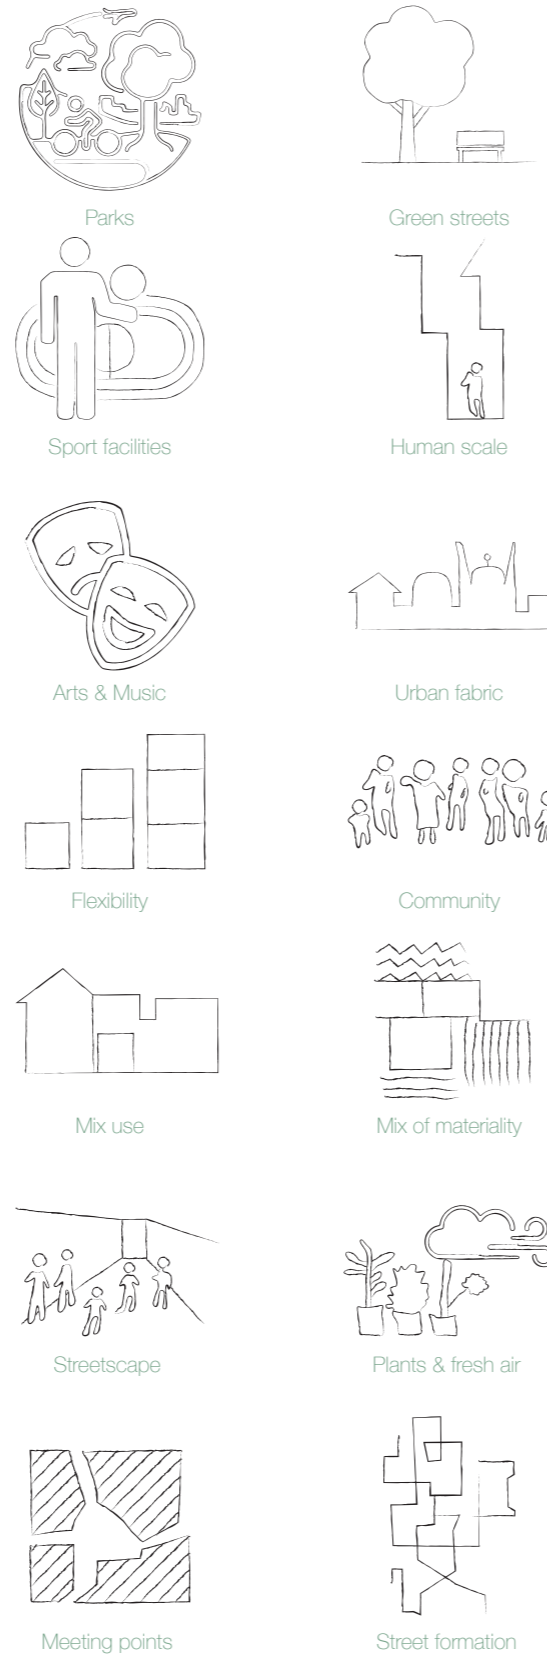 Parks
Green streets
Sport facilities
Human scale
Arts & Music
Urban fabric
Flexibility
Community
Mix use
Mix of materiality
Streetscape
Plants & fresh air
Meeting points
Street formation